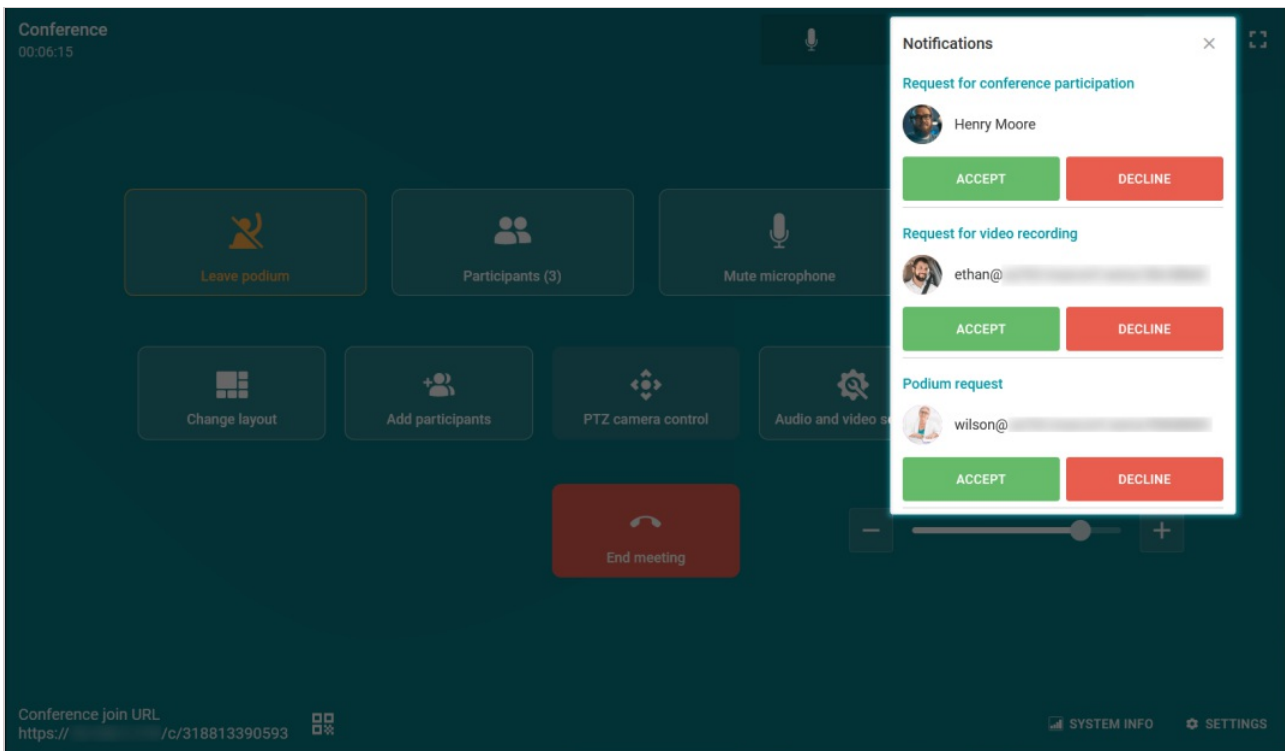 Conference
00:06:15
Notifications
Request for conference participation
Henry Moore
ACCEPT DECLINE
Request for video recording
ethan@
ACCEPT DECLINE
Podium request
wilson@
ACCEPT DECLINE
Leave podium
Participants (3)
Mute microphone
Change layout
Add participants
PTZ camera control
Audio and video se
End meeting
Conference join URL
https:// /c/318813390593
SYSTEM INFO
SETTINGS